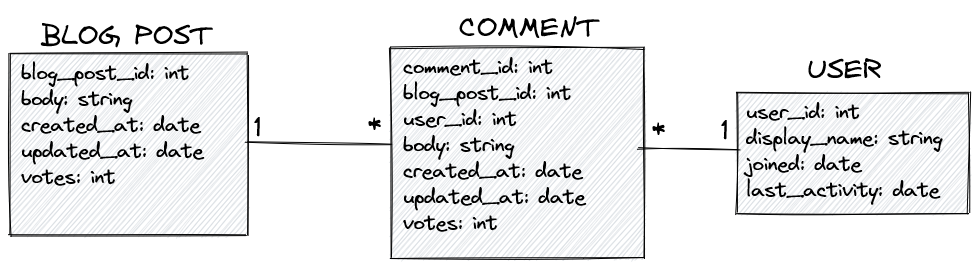 BLOG POST
blog_post_id: int
body: string
created_at: date
updated_at: date
votes: int
1
*
COMMENT
comment_id: int
blog_post_id: int
user_id: int
body: string
created_at: date
updated_at: date
votes: int
*
1
USER
user_id: int
display_name: string
joined: date
last_activity: date